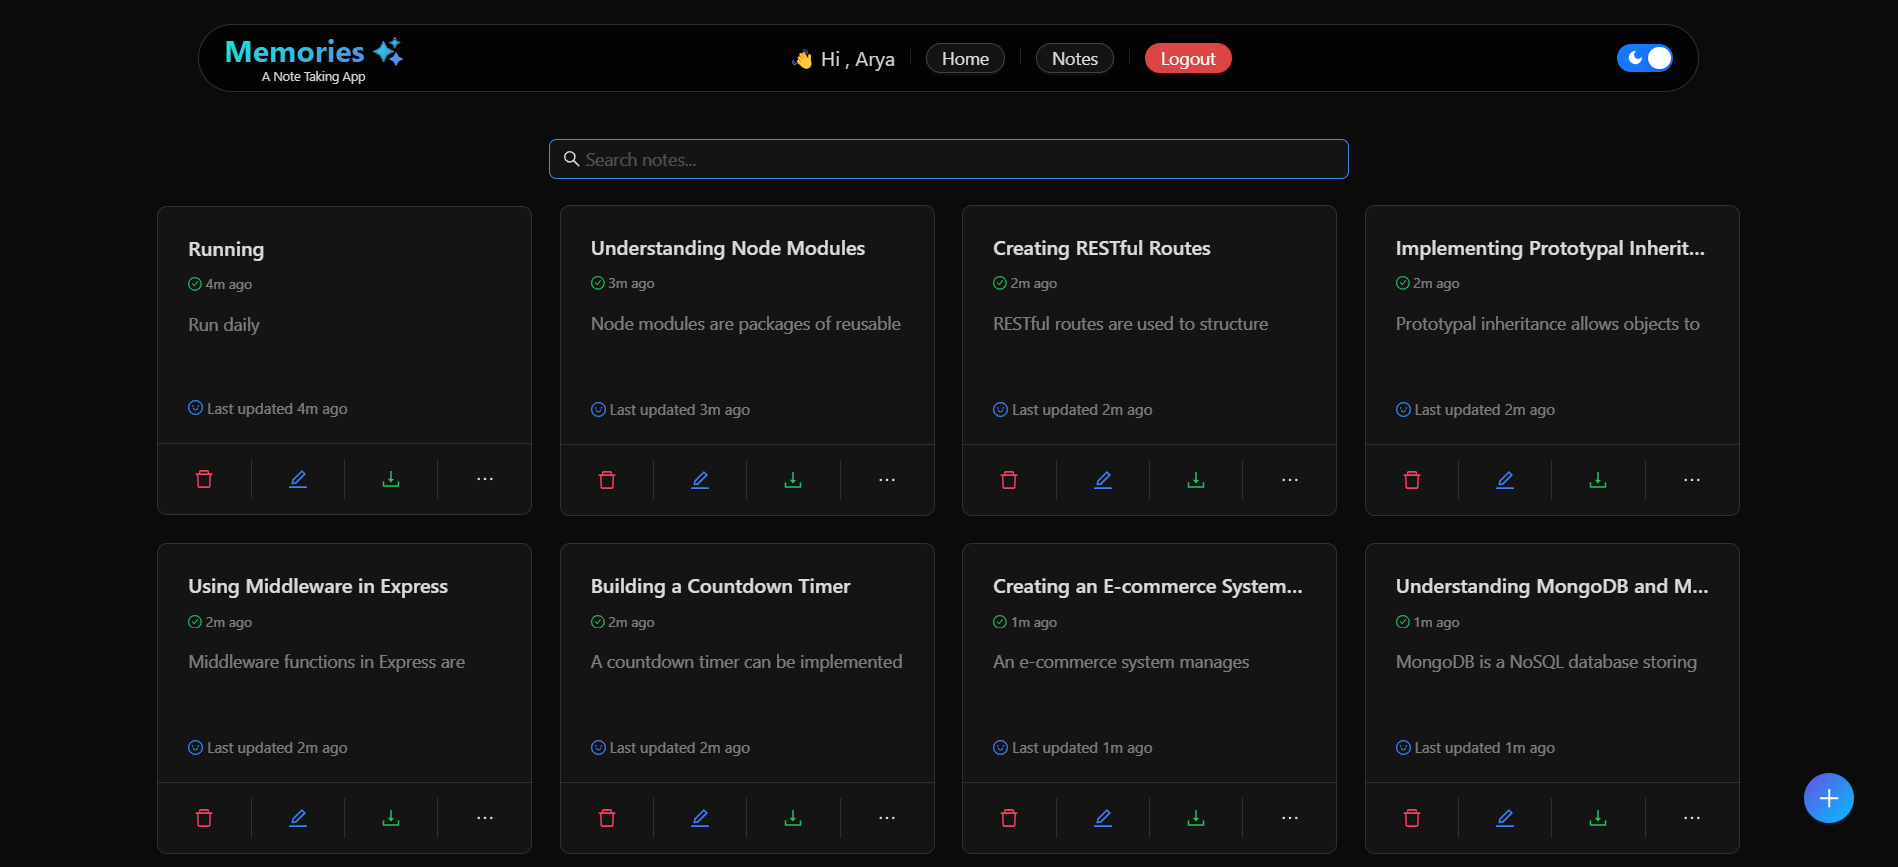 Memories
A Note Taking App
👋 Hi , Arya
Home
Notes
Logout
Search notes...
Running
4m ago
Run daily
Last updated 4m ago
Understanding Node Modules
3m ago
Node modules are packages of reusable
Last updated 3m ago
Creating RESTful Routes
2m ago
RESTful routes are used to structure
Last updated 2m ago
Implementing Prototypal Inherit...
2m ago
Prototypal inheritance allows objects to
Last updated 2m ago
Using Middleware in Express
2m ago
Middleware functions in Express are
Last updated 2m ago
Building a Countdown Timer
2m ago
A countdown timer can be implemented
Last updated 2m ago
Creating an E-commerce System...
1m ago
An e-commerce system manages
Last updated 1m ago
Understanding MongoDB and M...
1m ago
MongoDB is a NoSQL database storing
Last updated 1m ago